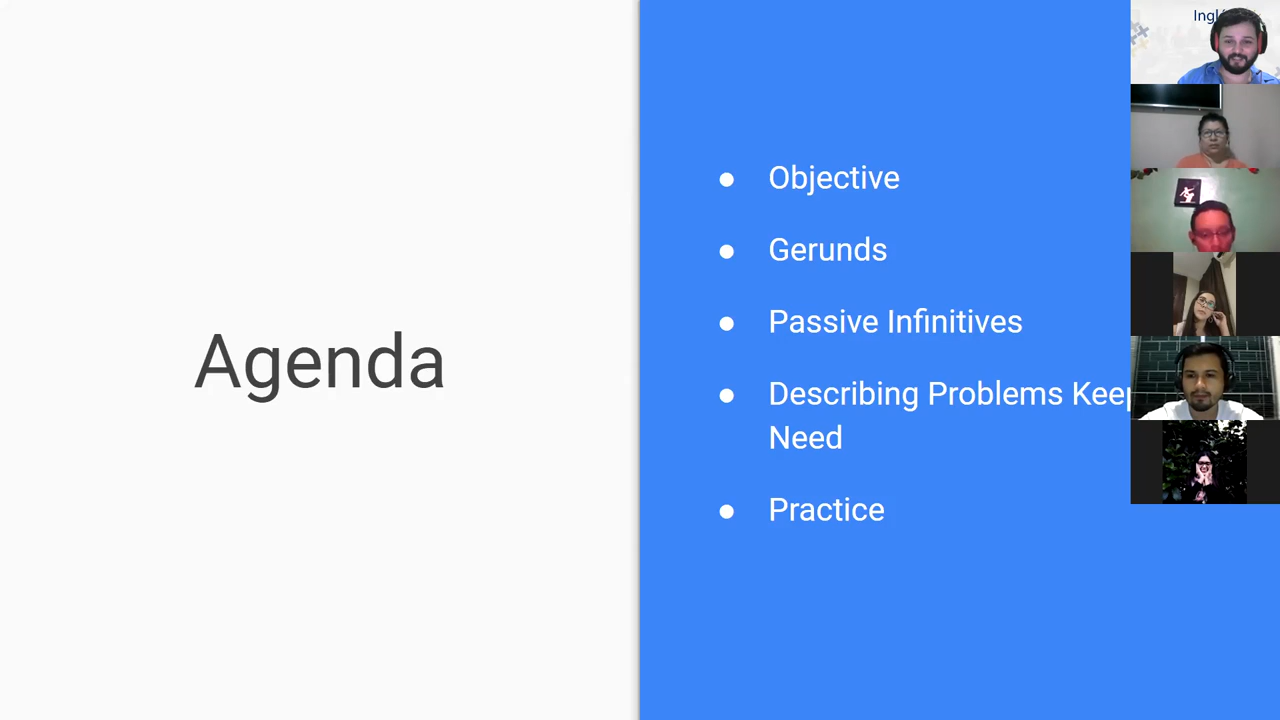 Agenda
● Objective
● Gerunds
● Passive Infinitives
● Describing Problems
Need
● Practice